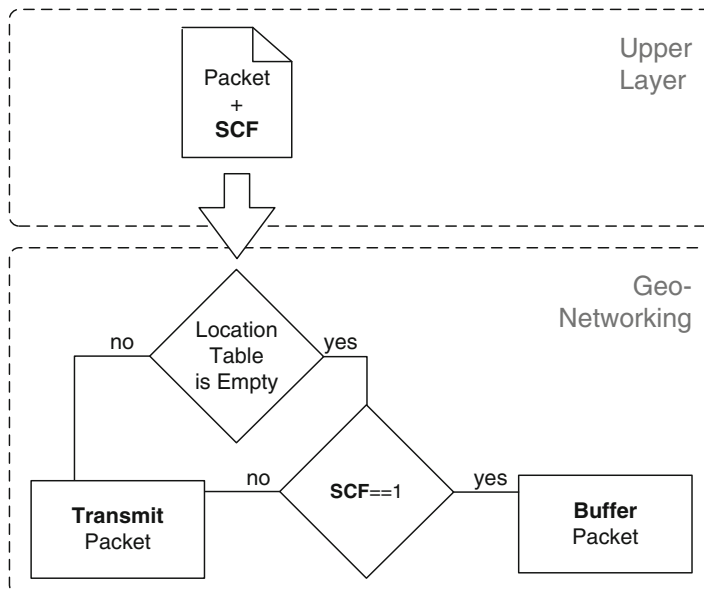 Upper
Layer
Packet
+
SCF
Geo-
Networking
Location
Table
is Empty
no
yes
SCF==1
no
yes
Transmit
Packet
Buffer
Packet